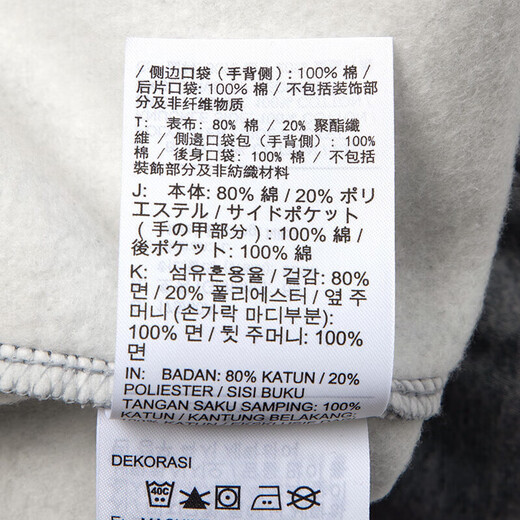 / 侧边口袋 (手背侧) : 100% 棉 /
后片口袋: 100% 棉 / 不包括装饰部
分及非纤维物质
T: 表布: 80% 棉 / 20% 聚酯纖
維 / 側邊口袋包 (手背側) : 100%
棉 / 後身口袋: 100% 棉 / 不包括
裝飾部分及非紡織材料
J: 本体: 80% 綿 / 20% ポリ
エステル / サイドポケット
(手の甲部分) : 100% 綿 /
後ポケット: 100% 綿
K: 섬유혼용율 / 겉감: 80%
면 / 20% 폴리에스터 / 옆 주
머니 (손가락 마디부분):
100% 면 / 뒷 주머니: 100%
면
IN: BADAN: 80% KATUN / 20%
POLIESTER / SISI BUKU
TANGAN SAKU SAMPING: 100%
KATUN / KANTUNG BELAKANG:
DEKORASI
40C